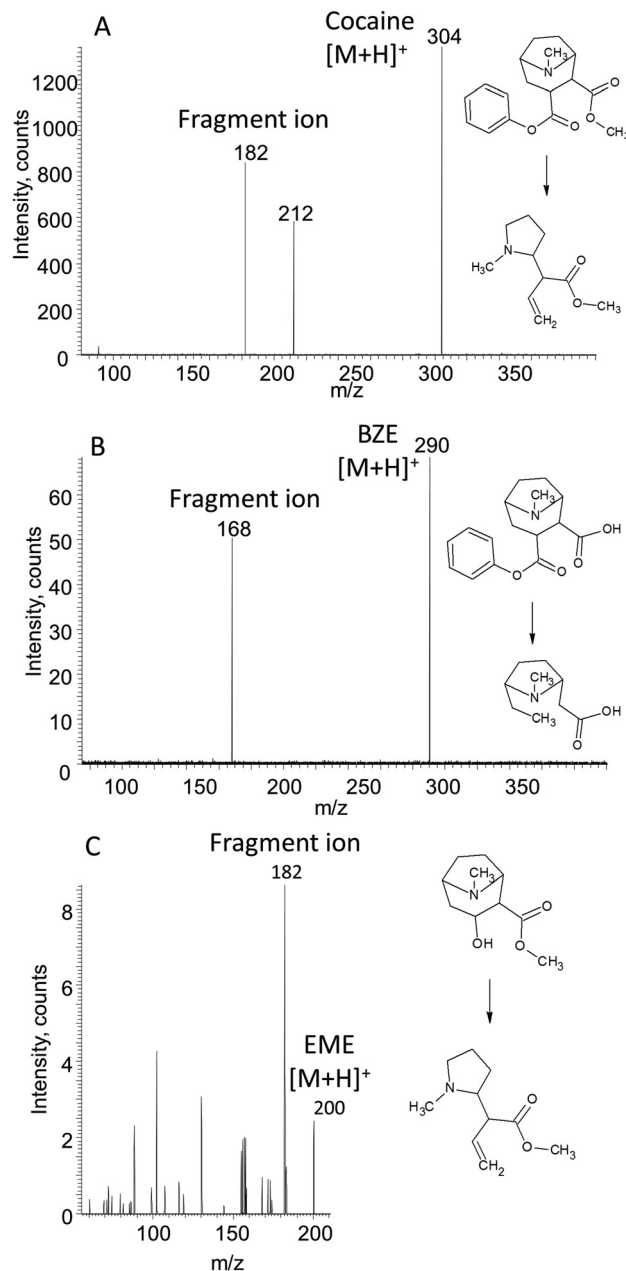 A
Cocaine
[M+H]+
304
Fragment ion
182
212
Intensity, counts
1200
1000
800
600
400
200
0
100
150
200
250
300
350
m/z
CH3
N
O
O
CH3
O
O
N
H3C
O
O
CH3
CH2
B
BZE
[M+H]+
290
Fragment ion
168
Intensity, counts
60
50
40
30
20
10
0
100
150
200
250
300
350
m/z
CH3
N
OH
O
O
O
CH3
N
CH3
OH
O
C
Fragment ion
182
EME
[M+H]+
200
Intensity, counts
8
6
4
2
0
100
150
200
m/z
CH3
N
O
OH
O
CH3
N
H3C
O
O
CH3
CH2